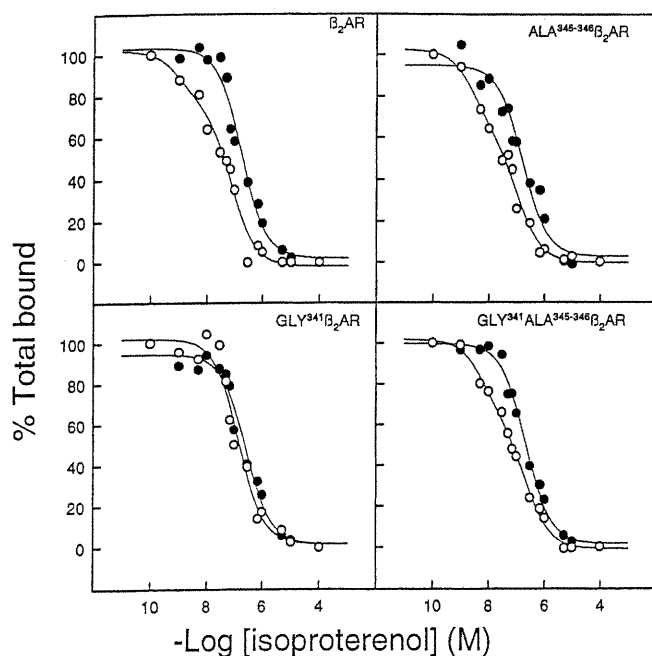 β₂AR
ALA³⁴⁵⁻³⁴⁶β₂AR
100
80
60
40
20
0
GLY³⁴¹β₂AR
GLY³⁴¹ALA³⁴⁵⁻³⁴⁶β₂AR
100
80
60
40
20
0
% Total bound
10 8 6 4 10 8 6 4
-Log [isoproterenol] (M)